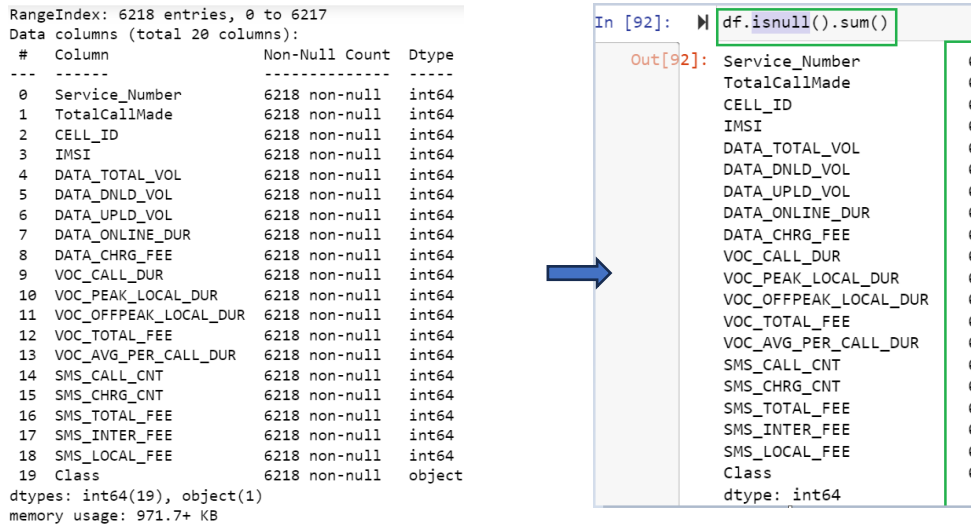 RangeIndex: 6218 entries, 0 to 6217
Data columns (total 20 columns):
# Column Non-Null Count Dtype
--- ------ -------------- -----
0 Service_Number 6218 non-null int64
1 TotalCallMade 6218 non-null int64
2 CELL_ID 6218 non-null int64
3 IMSI 6218 non-null int64
4 DATA_TOTAL_VOL 6218 non-null int64
5 DATA_DNLD_VOL 6218 non-null int64
6 DATA_UPLD_VOL 6218 non-null int64
7 DATA_ONLINE_DUR 6218 non-null int64
8 DATA_CHRG_FEE 6218 non-null int64
9 VOC_CALL_DUR 6218 non-null int64
10 VOC_PEAK_LOCAL_DUR 6218 non-null int64
11 VOC_OFFPEAK_LOCAL_DUR 6218 non-null int64
12 VOC_TOTAL_FEE 6218 non-null int64
13 VOC_AVG_PER_CALL_DUR 6218 non-null int64
14 SMS_CALL_CNT 6218 non-null int64
15 SMS_CHRG_CNT 6218 non-null int64
16 SMS_TOTAL_FEE 6218 non-null int64
17 SMS_INTER_FEE 6218 non-null int64
18 SMS_LOCAL_FEE 6218 non-null int64
19 Class 6218 non-null object
dtypes: int64(19), object(1)
memory usage: 971.7+ KB
In [92]: df.isnull().sum()
Out[92]: Service_Number
TotalCallMade
CELL_ID
IMSI
DATA_TOTAL_VOL
DATA_DNLD_VOL
DATA_UPLD_VOL
DATA_ONLINE_DUR
DATA_CHRG_FEE
VOC_CALL_DUR
VOC_PEAK_LOCAL_DUR
VOC_OFFPEAK_LOCAL_DUR
VOC_TOTAL_FEE
VOC_AVG_PER_CALL_DUR
SMS_CALL_CNT
SMS_CHRG_CNT
SMS_TOTAL_FEE
SMS_INTER_FEE
SMS_LOCAL_FEE
Class
dtype: int64